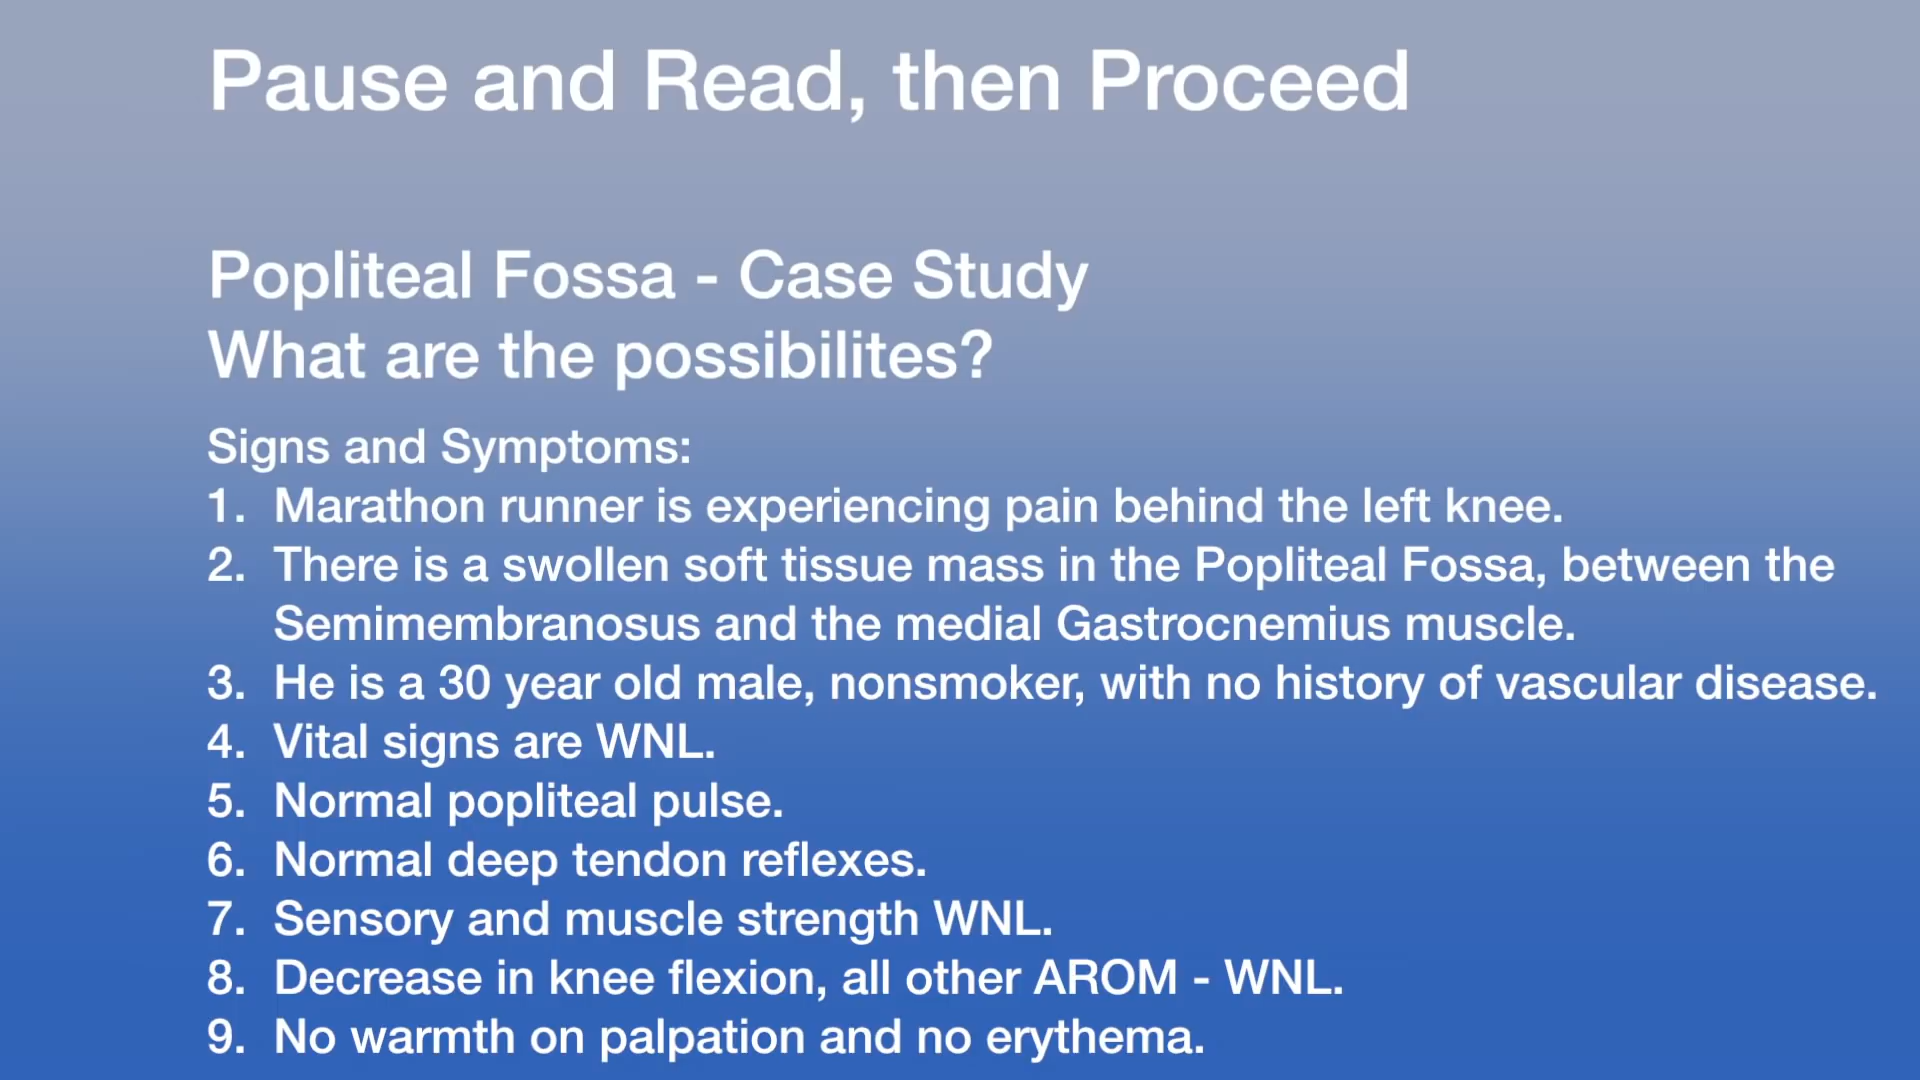 Pause and Read, then Proceed
Popliteal Fossa - Case Study
What are the possibilites?
Signs and Symptoms:
1. Marathon runner is experiencing pain behind the left knee.
2. There is a swollen soft tissue mass in the Popliteal Fossa, between the
Semimembranosus and the medial Gastrocnemius muscle.
3. He is a 30 year old male, nonsmoker, with no history of vascular disease.
4. Vital signs are WNL.
5. Normal popliteal pulse.
6. Normal deep tendon reflexes.
7. Sensory and muscle strength WNL.
8. Decrease in knee flexion, all other AROM - WNL.
9. No warmth on palpation and no erythema.